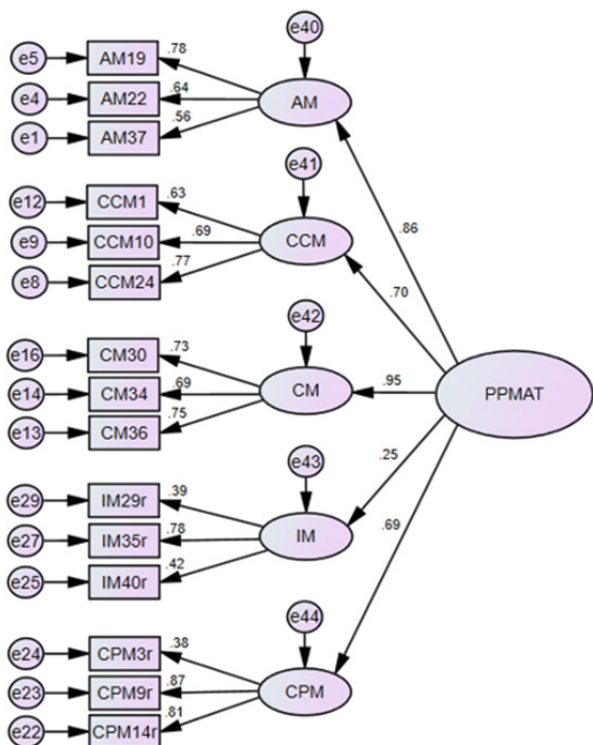 e40
e5 AM19 .78
e4 AM22 .64 AM
e1 AM37 .56
e41
.86
e12 CCM1 .63
e9 CCM10 .69 CCM
e8 CCM24 .77
.70
e42
e16 CM30 .73
e14 CM34 .69 CM .95 PPMAT
e13 CM36 .75
e43
.25
e29 IM29r .39
e27 IM35r .78 IM
.69
e25 IM40r .42
e44
e24 CPM3r .38
e23 CPM9r .87 CPM
e22 CPM14r .81